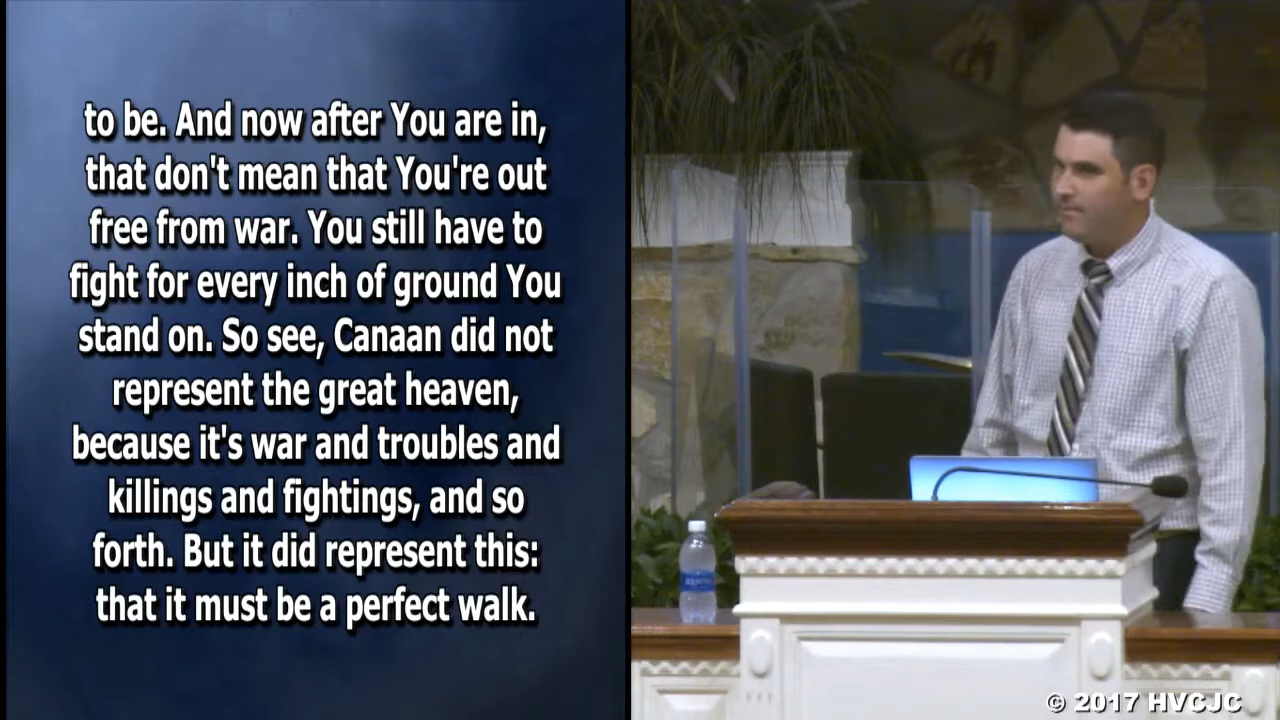 to be. And now after You are in,
that don't mean that You're out
free from war. You still have to
fight for every inch of ground You
stand on. So see, Canaan did not
represent the great heaven,
because it's war and troubles and
killings and fightings, and so
forth. But it did represent this:
that it must be a perfect walk.
© 2017 HVCJC